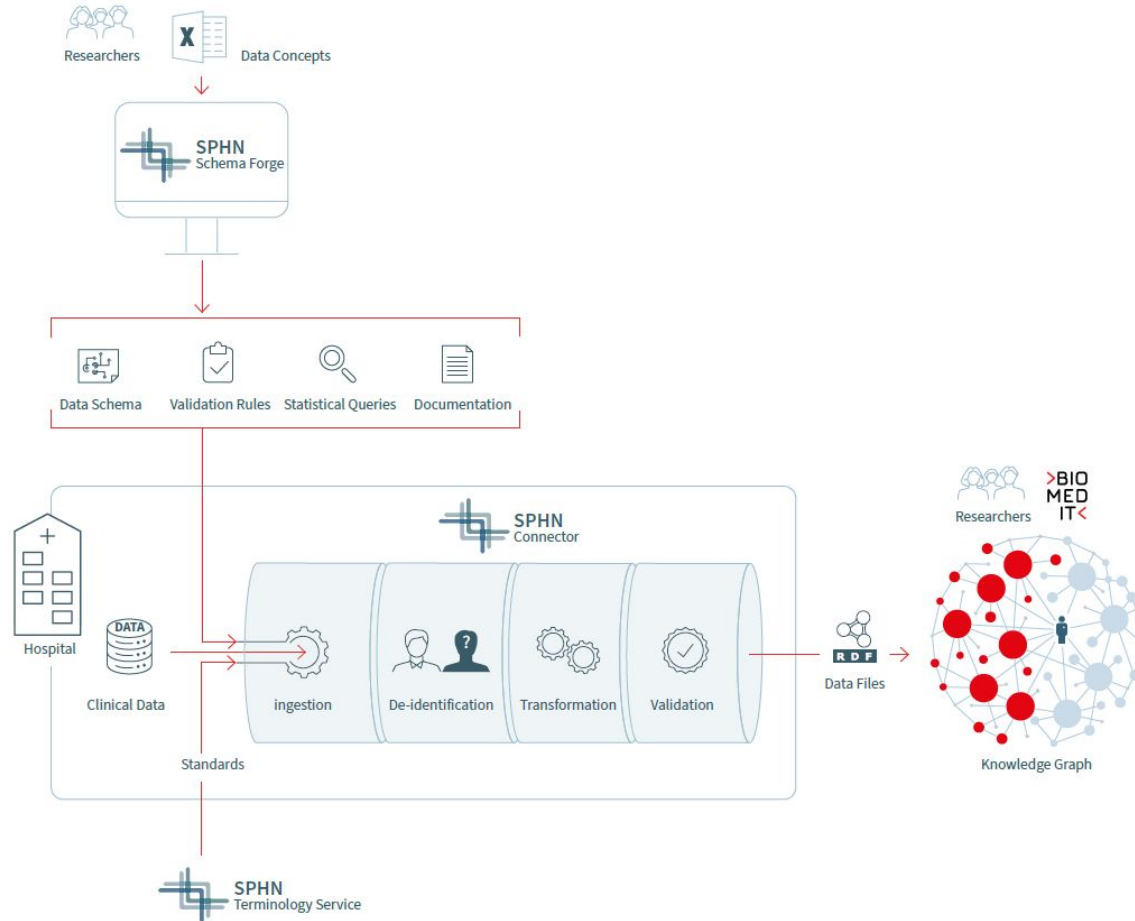 X
Researchers
Data Concepts
SPHN
Schema Forge
Data Schema
Validation Rules
Statistical Queries
Documentation
SPHN
Connector
Researchers
>BIO
MED
IT<
Hospital
DATA
Clinical Data
?
ingestion
De-identification
Transformation
Validation
RDF
Data Files
Knowledge Graph
Standards
SPHN
Terminology Service